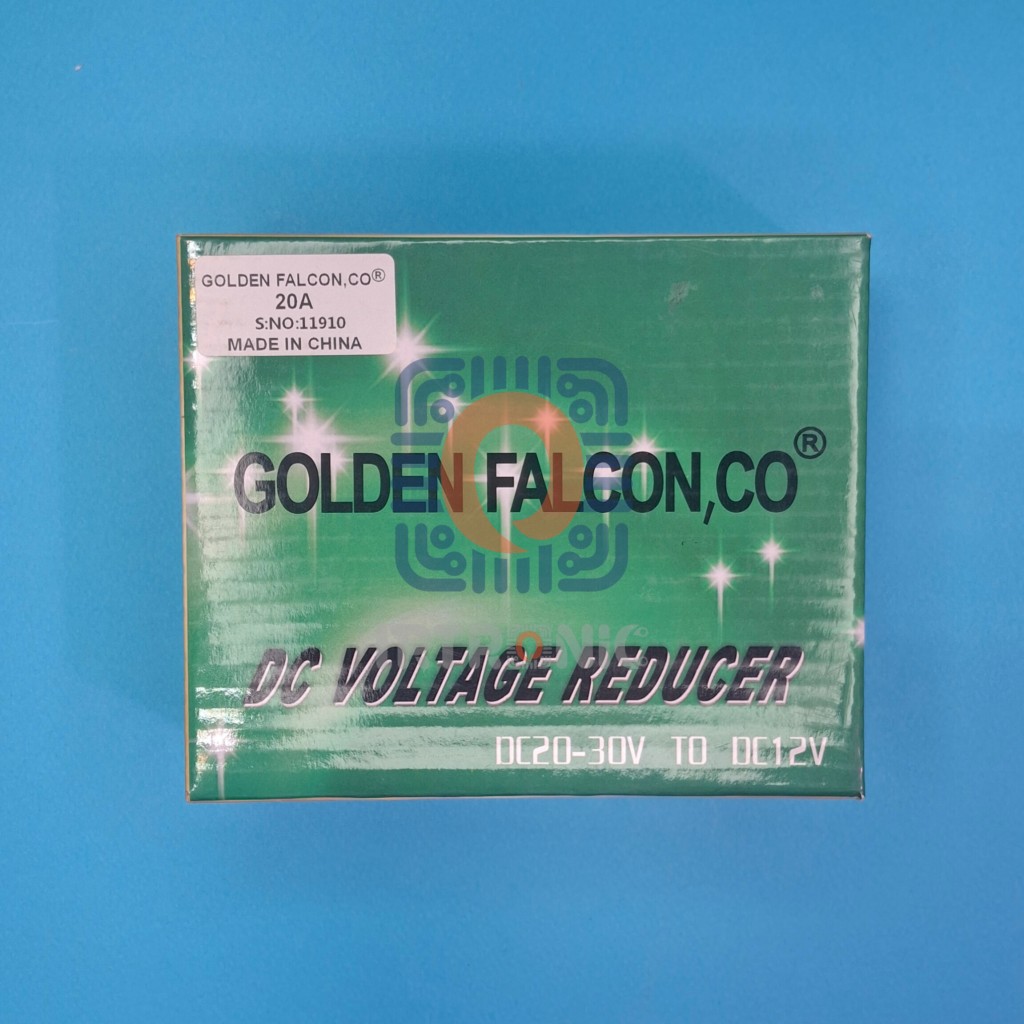 GOLDEN FALCON,CO®
20A
S:NO:11910
MADE IN CHINA
GOLDEN FALCON,CO®
DC VOLTAGE REDUCER
DC20-30V TO DC12V